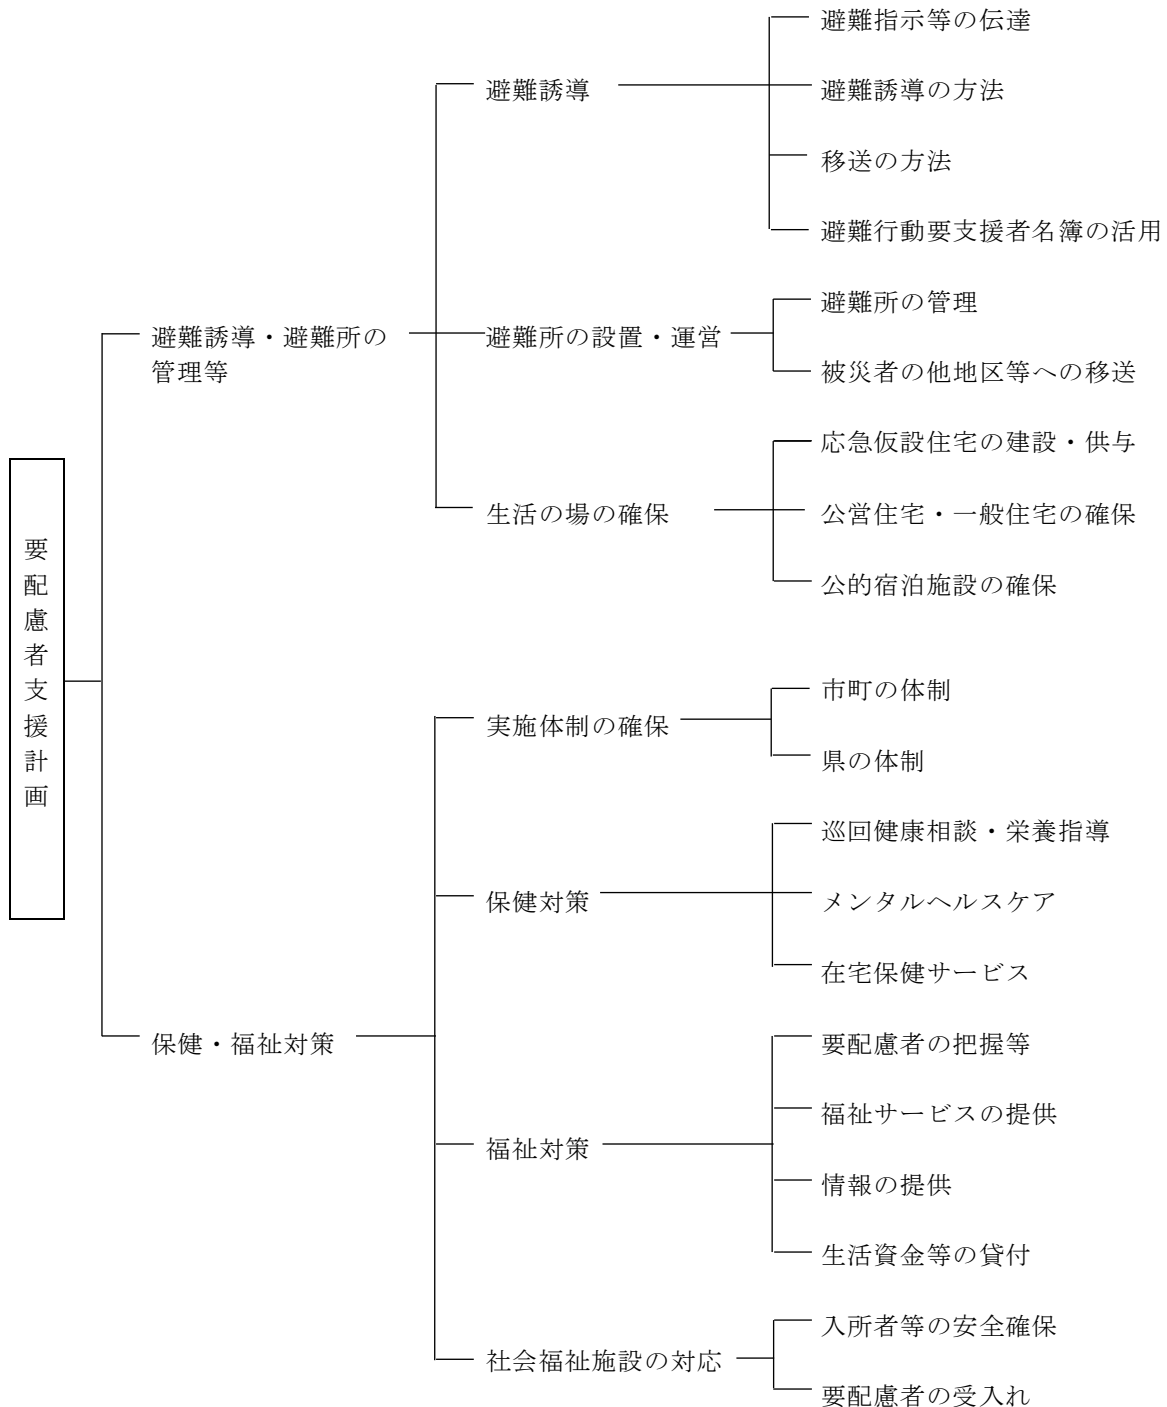 要配慮者支援計画
避難誘導・避難所の
管理等
避難誘導
避難指示等の伝達
避難誘導の方法
移送の方法
避難行動要支援者名簿の活用
避難所の設置・運営
避難所の管理
被災者の他地区等への移送
生活の場の確保
応急仮設住宅の建設・供与
公営住宅・一般住宅の確保
公的宿泊施設の確保
保健・福祉対策
実施体制の確保
市町の体制
県の体制
保健対策
巡回健康相談・栄養指導
メンタルヘルスケア
在宅保健サービス
福祉対策
要配慮者の把握等
福祉サービスの提供
情報の提供
生活資金等の貸付
社会福祉施設の対応
入所者等の安全確保
要配慮者の受入れ